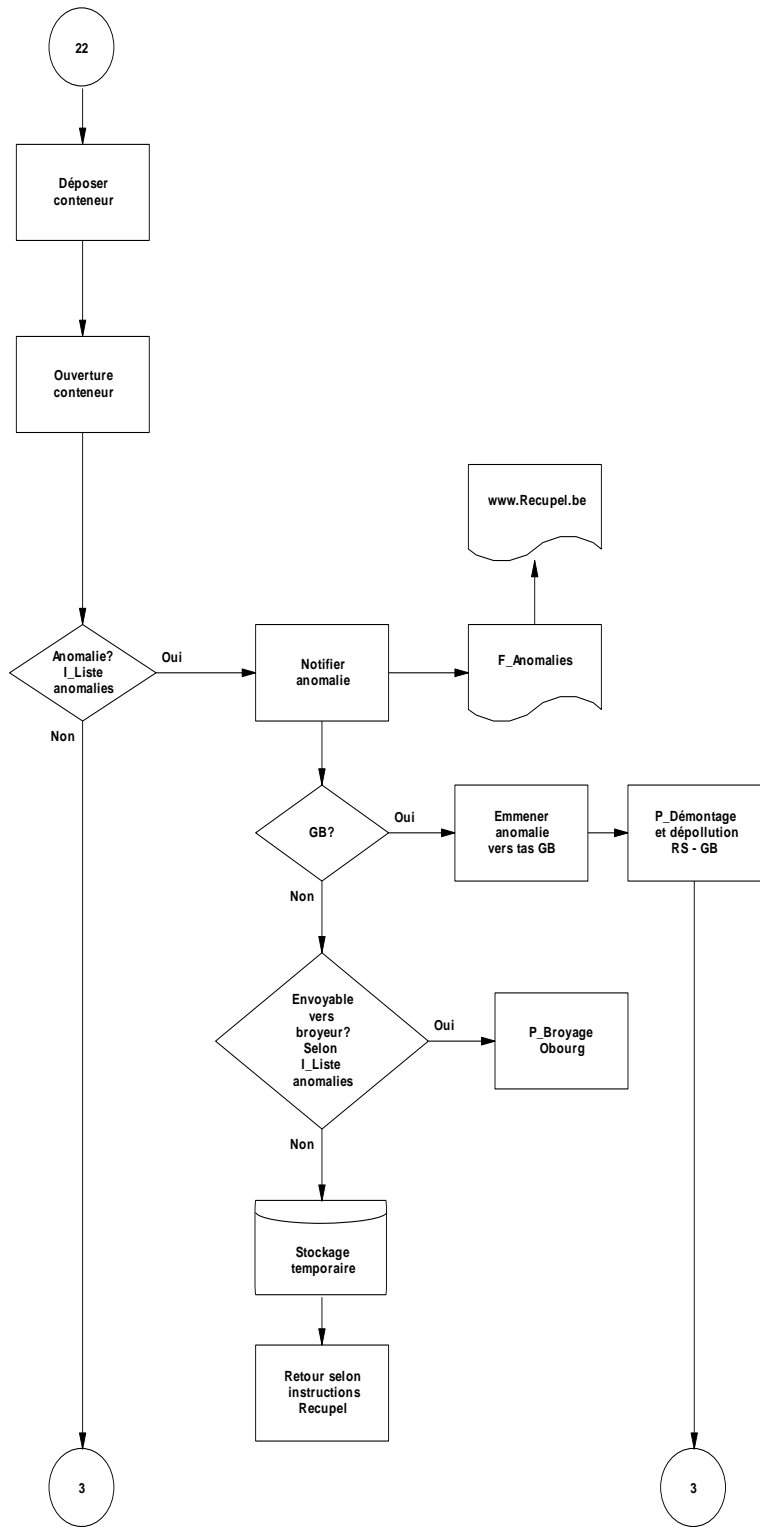 22
Déposer
conteneur
Ouverture
conteneur
www.Recupel.be
Anomalie?
I_Liste
anomalies
Oui
Notifier
anomalie
F_Anomalies
Non
GB?
Oui
Emmener
anomalie
vers tas GB
P_Démontage
et dépollution
RS - GB
Non
Envoyable
vers
broyeur?
Selon
I_Liste
anomalies
Oui
P_Broyage
Obourg
Non
Stockage
temporaire
Retour selon
instructions
Recupel
3
3